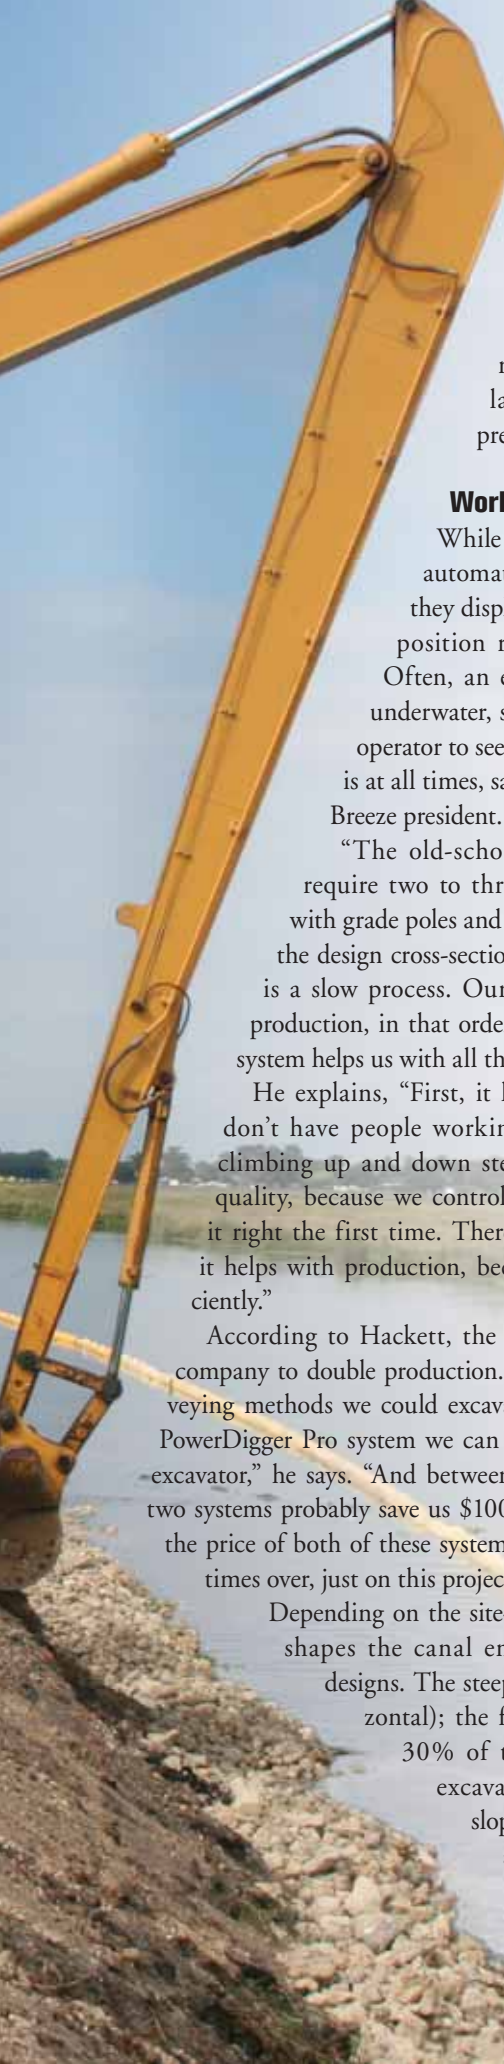 la
pre
Worl
While
automat
they disp
position r
Often, an e
underwater, s
operator to see
is at all times, sa
Breeze president.
“The old-scho
require two to thr
with grade poles and
the design cross-sectio
is a slow process. Our
production, in that orde
system helps us with all th
He explains, “First, it l
don’t have people workin
climbing up and down ste
quality, because we control
it right the first time. Ther
it helps with production, bec
ciently.”
According to Hackett, the
company to double production.
veying methods we could excava
PowerDigger Pro system we can
excavator,” he says. “And between
two systems probably save us $100
the price of both of these system
times over, just on this projec
Depending on the site
shapes the canal en
designs. The steep
zontal); the f
30% of t
excava
slop